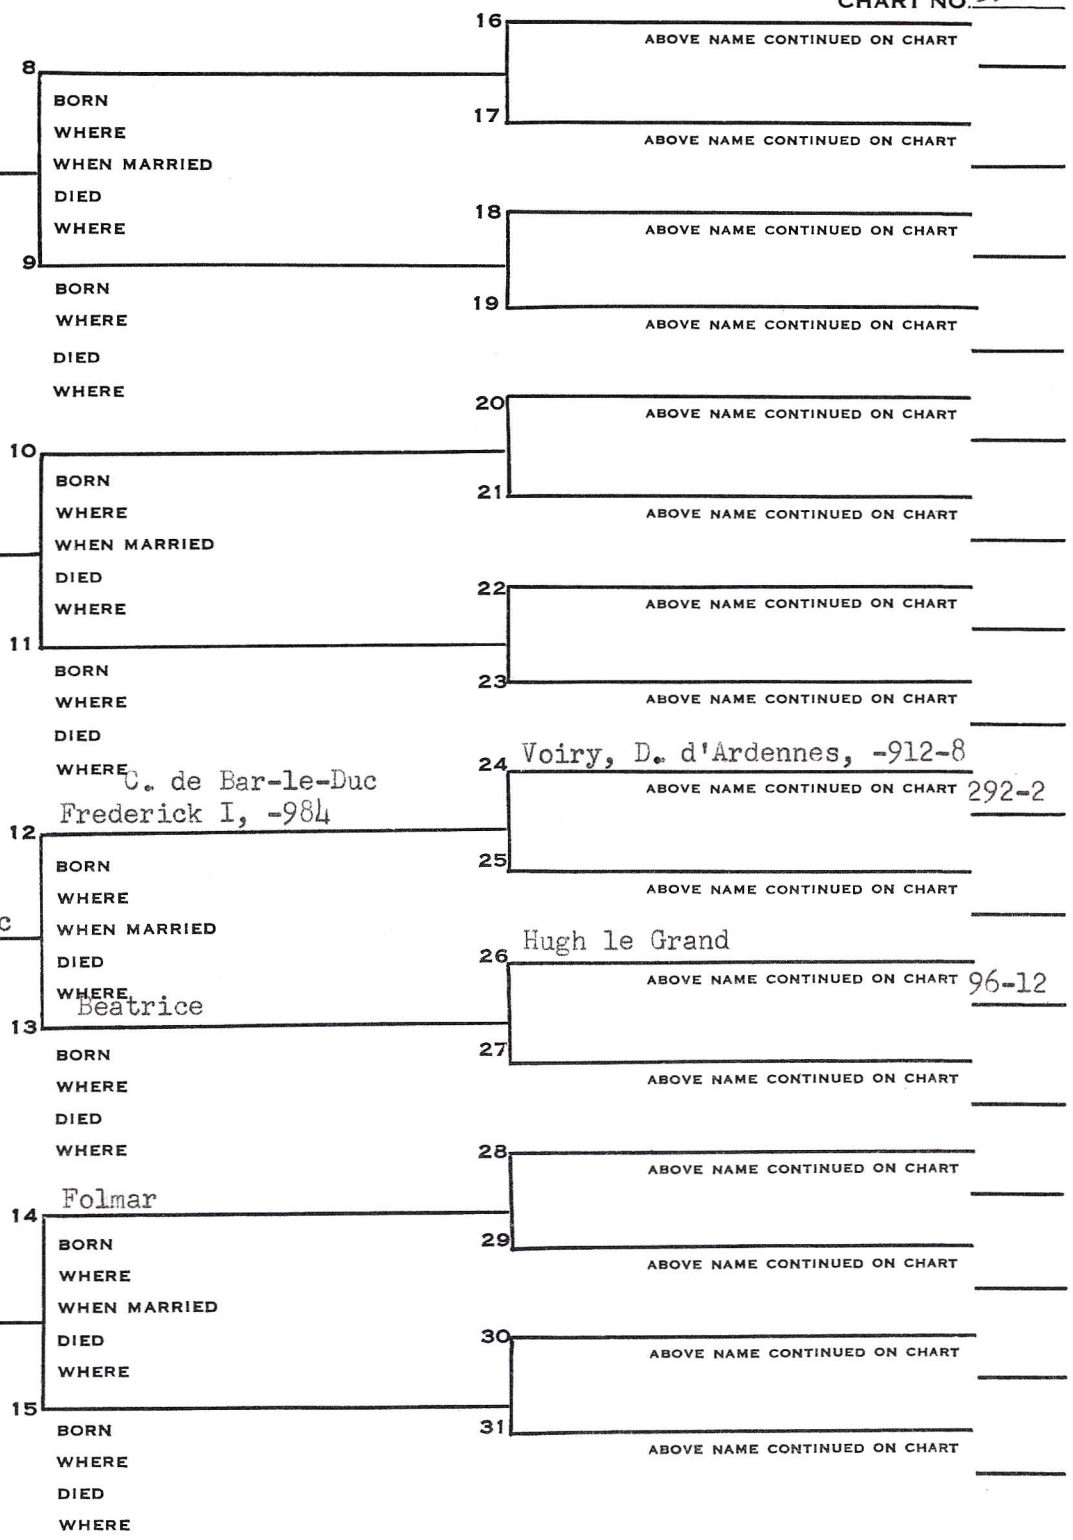 CHART NO.
16
ABOVE NAME CONTINUED ON CHART
8
BORN
WHERE
WHEN MARRIED
DIED
WHERE
17
ABOVE NAME CONTINUED ON CHART
18
ABOVE NAME CONTINUED ON CHART
9
BORN
WHERE
DIED
WHERE
19
ABOVE NAME CONTINUED ON CHART
20
ABOVE NAME CONTINUED ON CHART
10
BORN
WHERE
WHEN MARRIED
DIED
WHERE
21
ABOVE NAME CONTINUED ON CHART
22
ABOVE NAME CONTINUED ON CHART
11
BORN
WHERE
DIED
WHERE
23
ABOVE NAME CONTINUED ON CHART
24 Voiry, D. d'Ardennes, -912-8
ABOVE NAME CONTINUED ON CHART 292-2
C. de Bar-le-Duc
12 Frederick I, -984
BORN
WHERE
WHEN MARRIED
DIED
WHERE
25
ABOVE NAME CONTINUED ON CHART
c
26 Hugh le Grand
ABOVE NAME CONTINUED ON CHART 96-12
13 Beatrice
BORN
WHERE
DIED
WHERE
27
ABOVE NAME CONTINUED ON CHART
28
ABOVE NAME CONTINUED ON CHART
14 Folmar
BORN
WHERE
WHEN MARRIED
DIED
WHERE
29
ABOVE NAME CONTINUED ON CHART
30
ABOVE NAME CONTINUED ON CHART
15
BORN
WHERE
DIED
WHERE
31
ABOVE NAME CONTINUED ON CHART